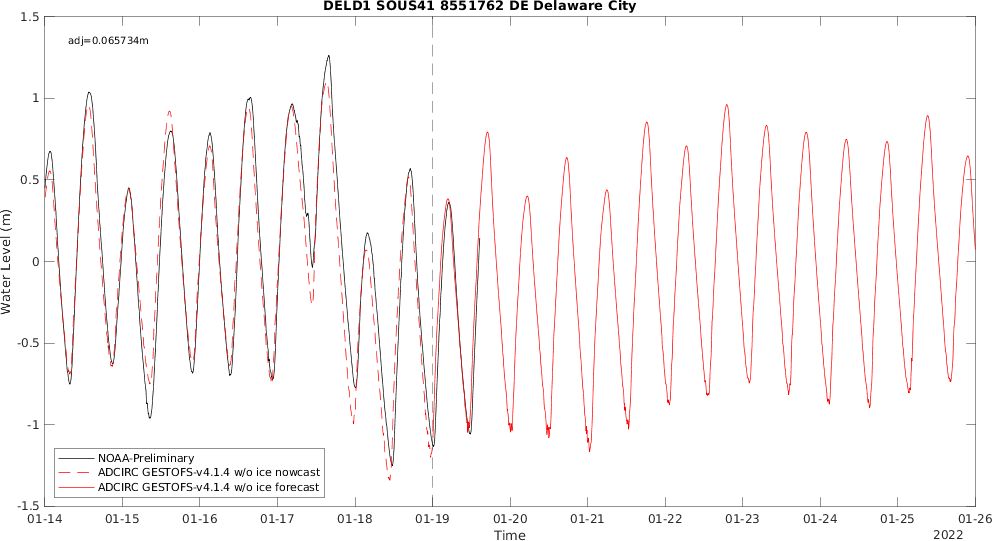 DELD1 SOUS41 8551762 DE Delaware City
1.5
adj=0.065734m
1
0.5
0
-0.5
-1
-1.5
Water Level (m)
NOAA-Preliminary
ADCIRC GESTOFS-v4.1.4 w/o ice nowcast
ADCIRC GESTOFS-v4.1.4 w/o ice forecast
01-14 01-15 01-16 01-17 01-18 01-19 01-20 01-21 01-22 01-23 01-24 01-25 01-26
Time
2022